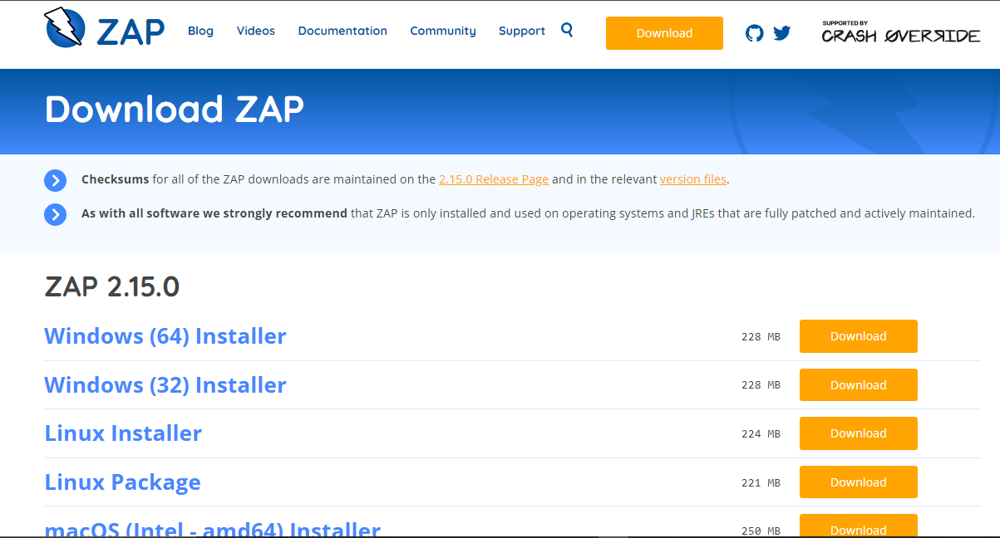 ZAP
Blog
Videos
Documentation
Community
Support
Download
SUPPORTED BY
CRASH ØVERRIDE
Download ZAP
Checksums for all of the ZAP downloads are maintained on the 2.15.0 Release Page and in the relevant version files.
As with all software we strongly recommend that ZAP is only installed and used on operating systems and JREs that are fully patched and actively maintained.
ZAP 2.15.0
Windows (64) Installer 228 MB Download
Windows (32) Installer 228 MB Download
Linux Installer 224 MB Download
Linux Package 221 MB Download
macOS (Intel - amd64) Installer 250 MB Download